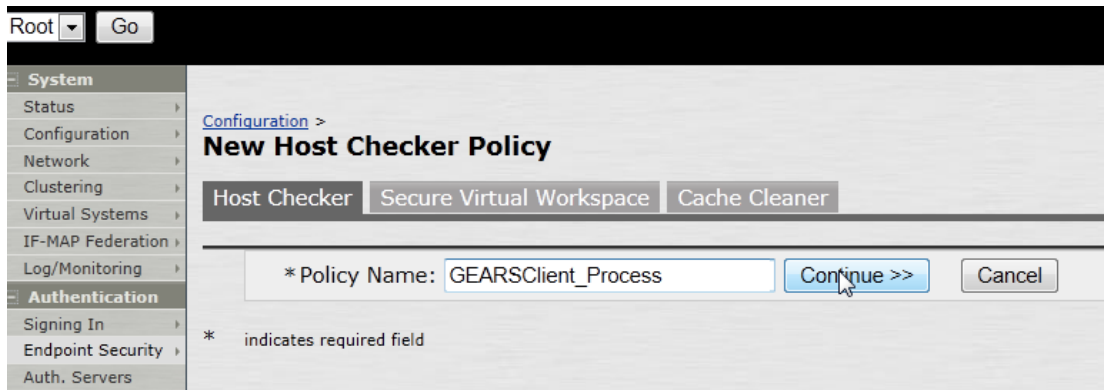 Root Go
System
Status
Configuration
Network
Clustering
Virtual Systems
IF-MAP Federation
Log/Monitoring
Authentication
Signing In
Endpoint Security
Auth. Servers
Configuration >
New Host Checker Policy
Host Checker Secure Virtual Workspace Cache Cleaner
*Policy Name: GEARSClient_Process Continue >> Cancel
* indicates required field